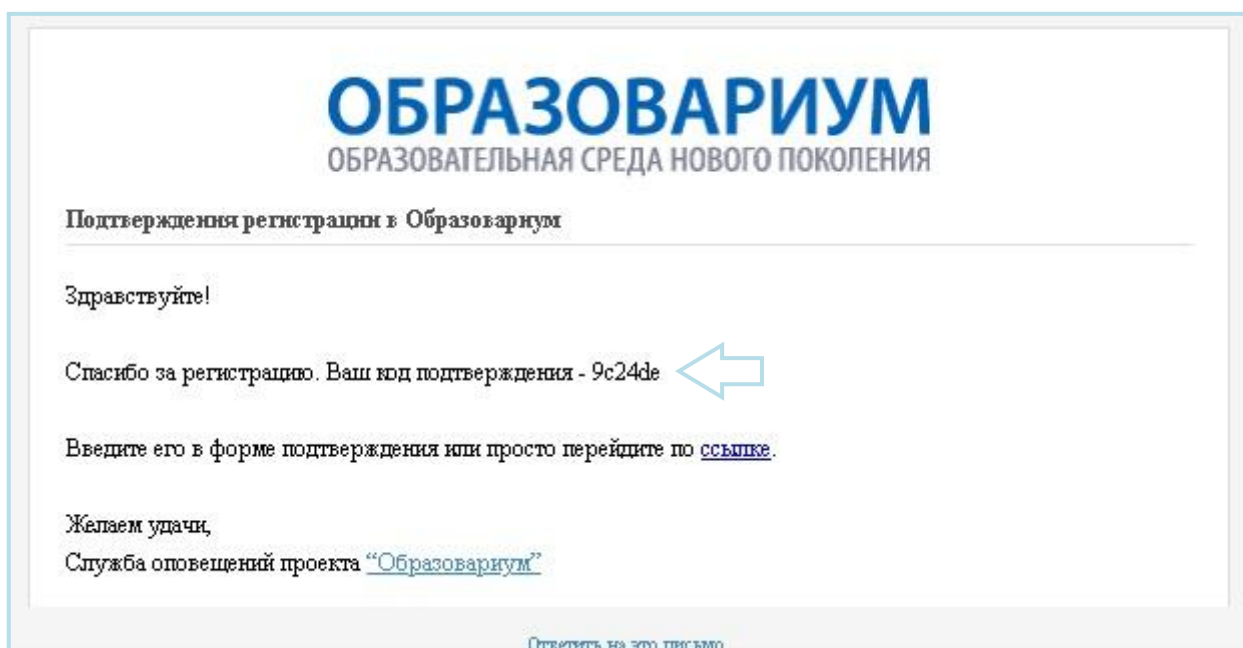 ОБРАЗОВАРИУМ
ОБРАЗОВАТЕЛЬНАЯ СРЕДА НОВОГО ПОКОЛЕНИЯ
Подтверждения регистрации в Образовариум
Здравствуйте!
Спасибо за регистрацию. Ваш код подтверждения - 9c24de
Введите его в форме подтверждения или просто перейдите по ссылке.
Желаем удачи,
Служба оповещений проекта “Образовариум”
Ответить на это письмо